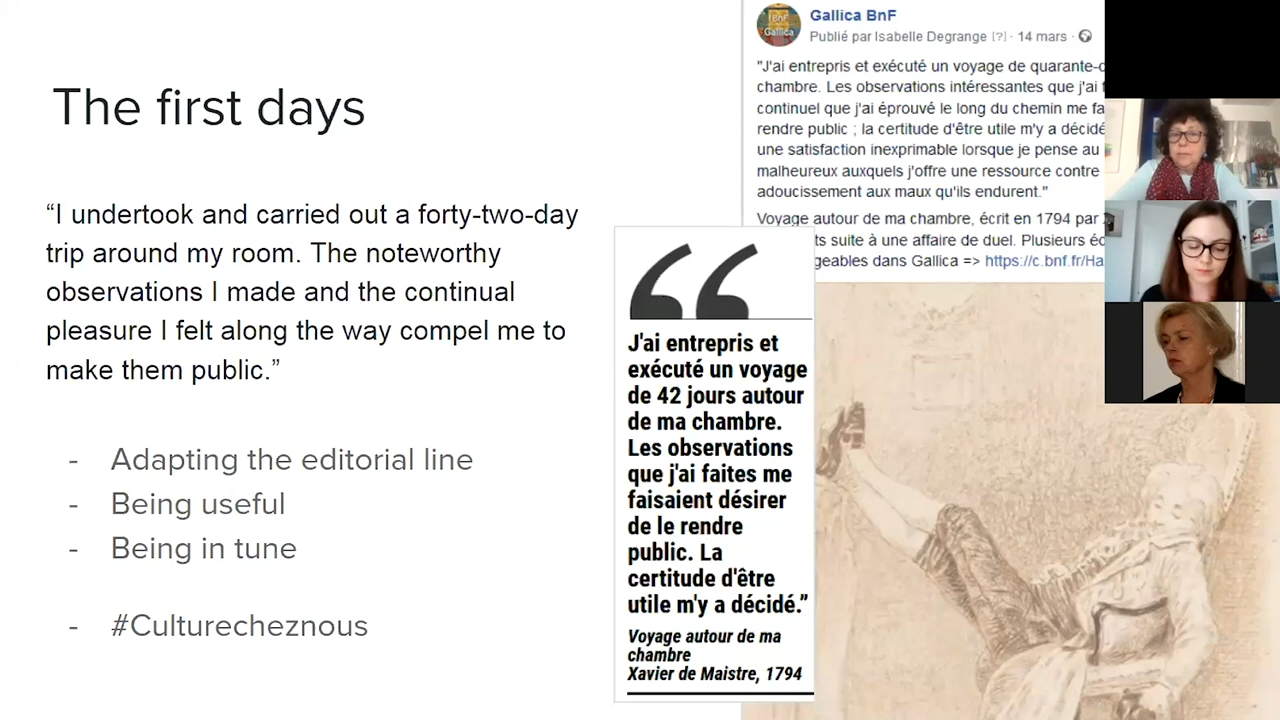 The first days
“I undertook and carried out a forty-two-day
trip around my room. The noteworthy
observations I made and the continual
pleasure I felt along the way compel me to
make them public.”
- Adapting the editorial line
- Being useful
- Being in tune
- #Culturecheznous
J'ai entrepris et
exécuté un voyage
de 42 jours autour
de ma chambre.
Les observations
que j'ai faites me
faisaient désirer
de le rendre
public. La
certitude d'être
utile m'y a décidé.”
Voyage autour de ma
chambre
Xavier de Maistre, 1794
BnF
Gallica
Gallica BnF
Publié par Isabelle Degrange [?] · 14 mars ·
"J'ai entrepris et exécuté un voyage de
chambre. Les observations intéressantes que j'ai
continuel que j'ai éprouvé le long du chemin me
rendre public ; la certitude d'être utile m'y a décidé
une satisfaction inexprimable lorsque je pense au
malheureux auxquels j'offre une ressource contre
adoucissement aux maux qu'ils endurent."
Voyage autour de ma chambre, écrit en 1794 par
suite à une affaire de duel. Plusieurs
dans Gallica => https://c.bnf.fr/Ha